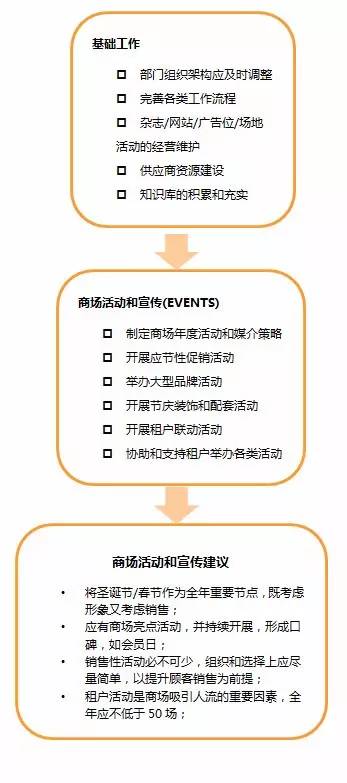 基础工作
部门组织架构应及时调整
完善各类工作流程
杂志/网站/广告位/场地
活动的经营维护
供应商资源建设
知识库的积累和充实
商场活动和宣传(EVENTS)
制定商场年度活动和媒介策略
开展应节性促销活动
举办大型品牌活动
开展节庆装饰和配套活动
开展租户联动活动
协助和支持租户举办各类活动
商场活动和宣传建议
• 将圣诞节/春节作为全年重要节点，既考虑
形象又考虑销售；
• 应有商场亮点活动，并持续开展，形成口
碑，如会员日；
• 销售性活动必不可少，组织和选择上应尽
量简单，以提升顾客销售为前提；
• 租户活动是商场吸引人流的重要因素，全
年应不低于 50 场；